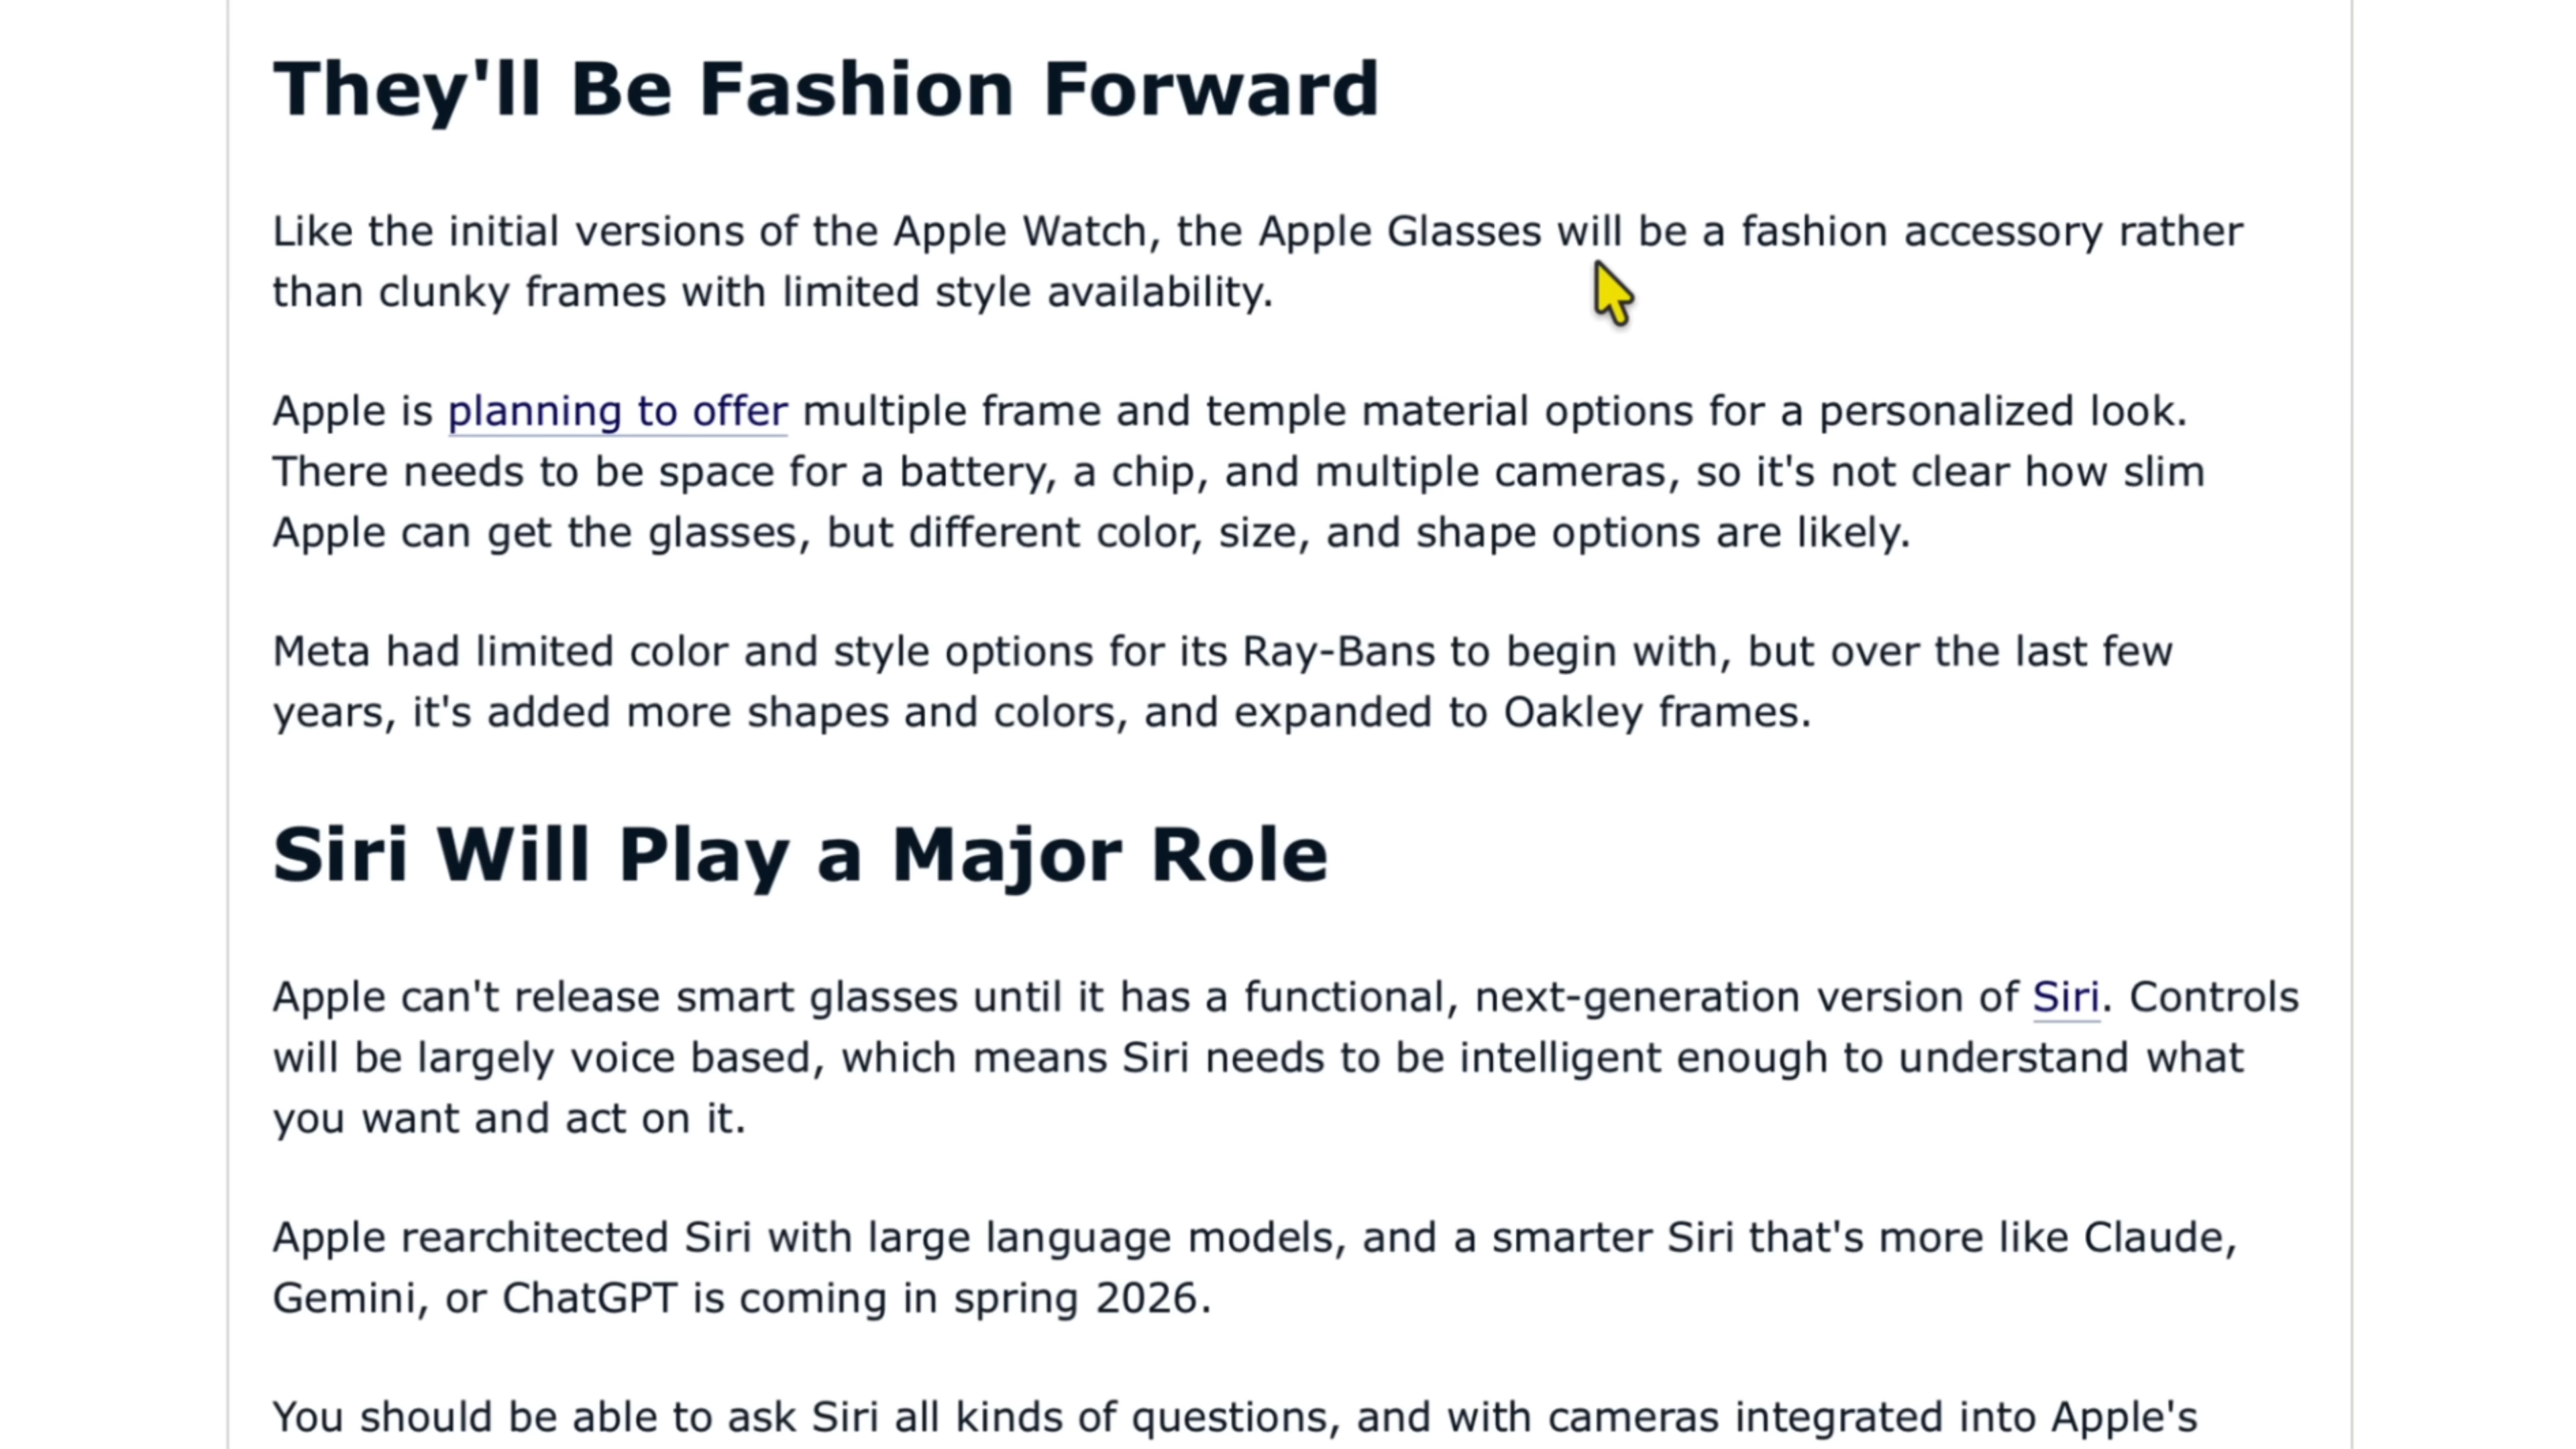 They'll Be Fashion Forward
Like the initial versions of the Apple Watch, the Apple Glasses will be a fashion accessory rather
than clunky frames with limited style availability.
Apple is planning to offer multiple frame and temple material options for a personalized look.
There needs to be space for a battery, a chip, and multiple cameras, so it's not clear how slim
Apple can get the glasses, but different color, size, and shape options are likely.
Meta had limited color and style options for its Ray-Bans to begin with, but over the last few
years, it's added more shapes and colors, and expanded to Oakley frames.
Siri Will Play a Major Role
Apple can't release smart glasses until it has a functional, next-generation version of Siri. Controls
will be largely voice based, which means Siri needs to be intelligent enough to understand what
you want and act on it.
Apple rearchitected Siri with large language models, and a smarter Siri that's more like Claude,
Gemini, or ChatGPT is coming in spring 2026.
You should be able to ask Siri all kinds of questions, and with cameras integrated into Apple's